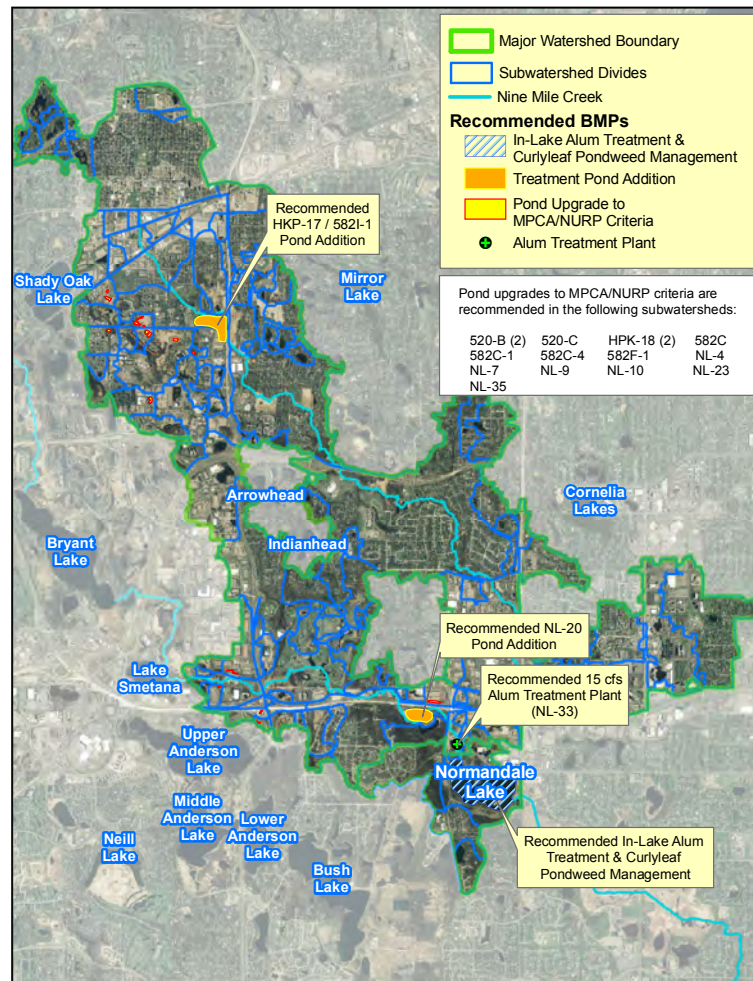 Major Watershed Boundary
Subwatershed Divides
Nine Mile Creek
Recommended BMPs
In-Lake Alum Treatment &
Curlyleaf Pondweed Management
Treatment Pond Addition
Pond Upgrade to
MPCA/NURP Criteria
Alum Treatment Plant
Pond upgrades to MPCA/NURP criteria are
recommended in the following subwatersheds:
520-B (2) 520-C HPK-18 (2) 582C
582C-1 582C-4 582F-1 NL-4
NL-7 NL-9 NL-10 NL-23
NL-35
Recommended
HKP-17 / 582I-1
Pond Addition
Shady Oak
Lake
Mirror
Lake
Arrowhead
Cornelia
Lakes
Indianhead
Bryant
Lake
Recommended NL-20
Pond Addition
Lake
Smetana
Recommended 15 cfs
Alum Treatment Plant
(NL-33)
Upper
Anderson
Lake
Normandale
Lake
Middle
Anderson
Lake
Lower
Anderson
Lake
Neill
Lake
Bush
Lake
Recommended In-Lake Alum
Treatment & Curlyleaf
Pondweed Management